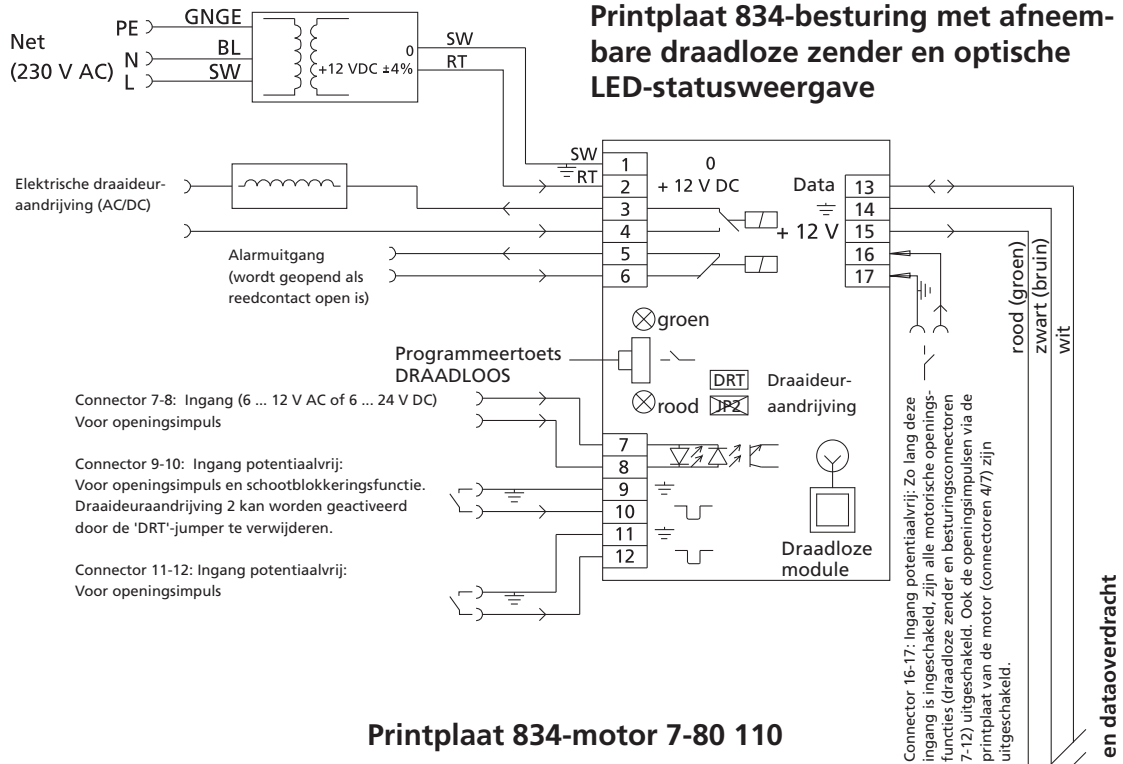 Printplaat 834-besturing met afneem-
bare draadloze zender en optische
LED-statusweergave
Net
(230 V AC)
PE
N
L
GNGE
BL
SW
0
+12 VDC ±4%
SW
RT
SW
RT
1
2
3
4
5
6
0
+ 12 V DC
Data
+ 12 V
13
14
15
16
17
Elektrische draaideur-
aandrijving (AC/DC)
Alarmuitgang
(wordt geopend als
reedcontact open is)
groen
Programmeertoets
DRAADLOOS
rood
DRT
JP2
Draaideur-
aandrijving
Connector 7-8: Ingang (6 ... 12 V AC of 6 ... 24 V DC)
Voor openingsimpuls
Connector 9-10: Ingang potentiaalvrij:
Voor openingsimpuls en schootblokkeringsfunctie.
Draaideuraandrijving 2 kan worden geactiveerd
door de 'DRT'-jumper te verwijderen.
Connector 11-12: Ingang potentiaalvrij:
Voor openingsimpuls
7
8
9
10
11
12
Draadloze
module
Connector 16-17: Ingang potentiaalvrij: Zo lang deze
ingang is ingeschakeld, zijn alle motorische openings-
functies (draadloze zender en besturingsconnectoren
7-12) uitgeschakeld. Ook de openingsimpulsen via de
printplaat van de motor (connectoren 4/7) zijn
uitgeschakeld.
rood (groen)
zwart (bruin)
wit
en dataoverdracht
Printplaat 834-motor 7-80 110